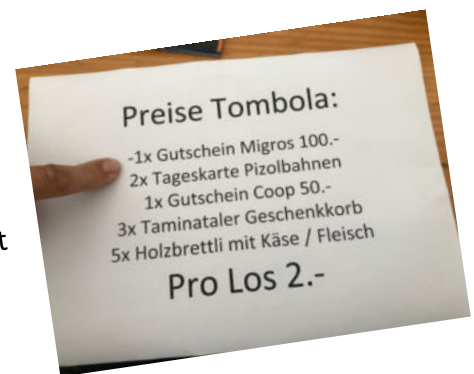 Preise Tombola:
-1x Gutschein Migros 100.-
2x Tageskarte Pizolbahnen
1x Gutschein Coop 50.-
3x Taminataler Geschenkkorb
5x Holzbrettli mit Käse / Fleisch
t
Pro Los 2.-